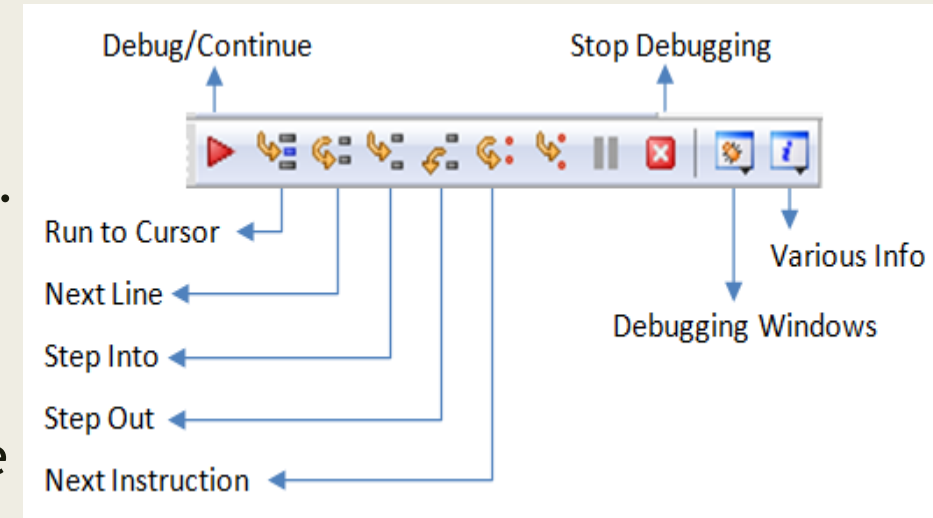 Debug/Continue
Stop Debugging
.
Run to Cursor
Various Info
Next Line
Debugging Windows
Step Into
Step Out
e
Next Instruction